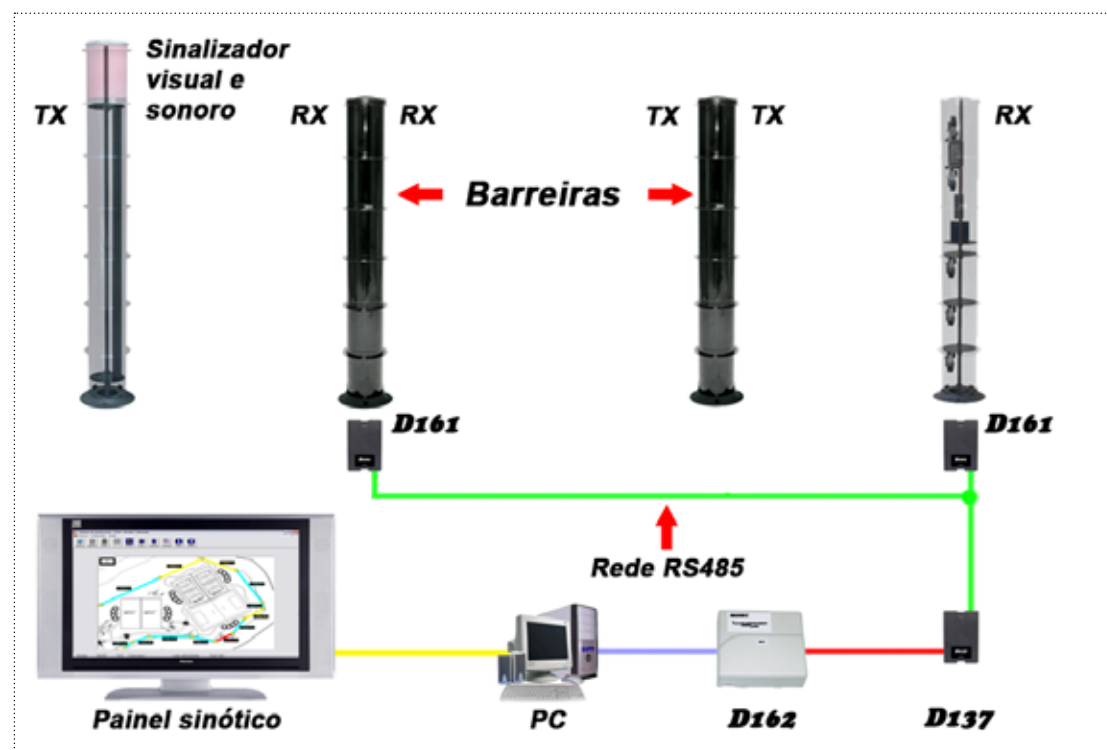 Sinalizador
visual e
sonoro
TX
RX
RX
TX
TX
RX
Barreiras
D161
D161
Rede RS485
Painel sinótico
PC
D162
D137